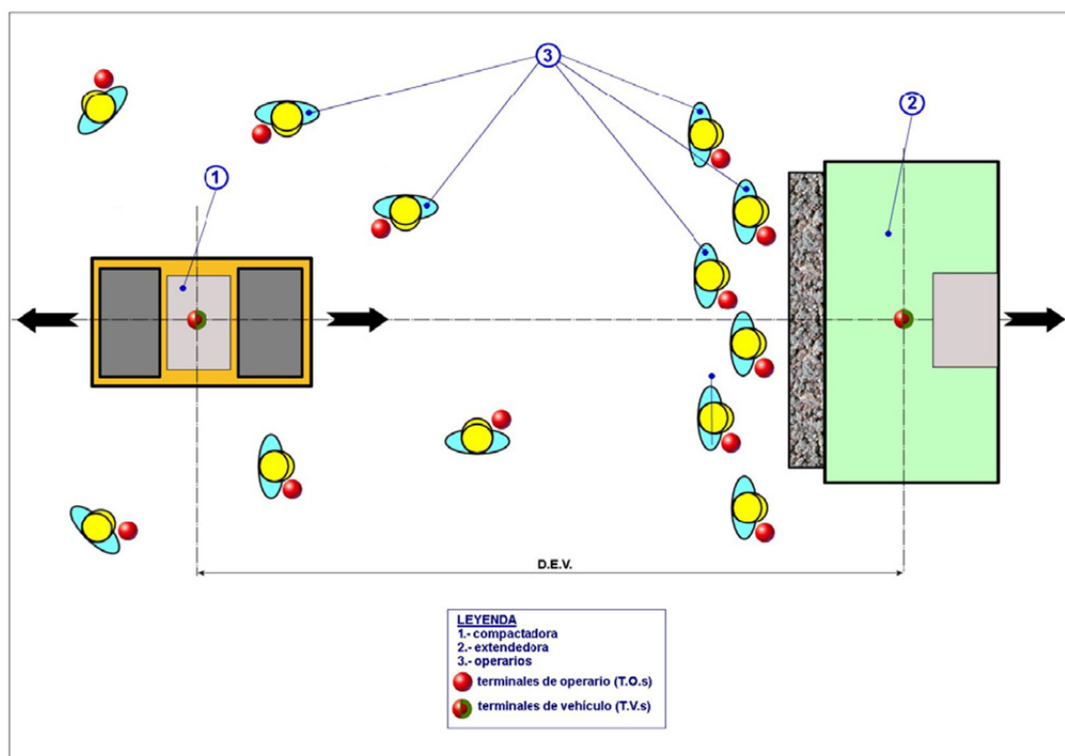 3
2
1
D.E.V.
LEYENDA
1.- compactadora
2.- extendedora
3.- operarios
terminales de operario (T.O.s)
terminales de vehículo (T.V.s)